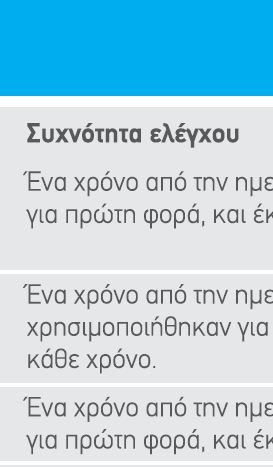 Συχνότητα ελέγχου
Ένα χρόνο από την ημε
για πρώτη φορά, και έκ
Ένα χρόνο από την ημε
χρησιμοποιήθηκαν για
κάθε χρόνο.
Ένα χρόνο από την ημε
για πρώτη φορά, και έκ